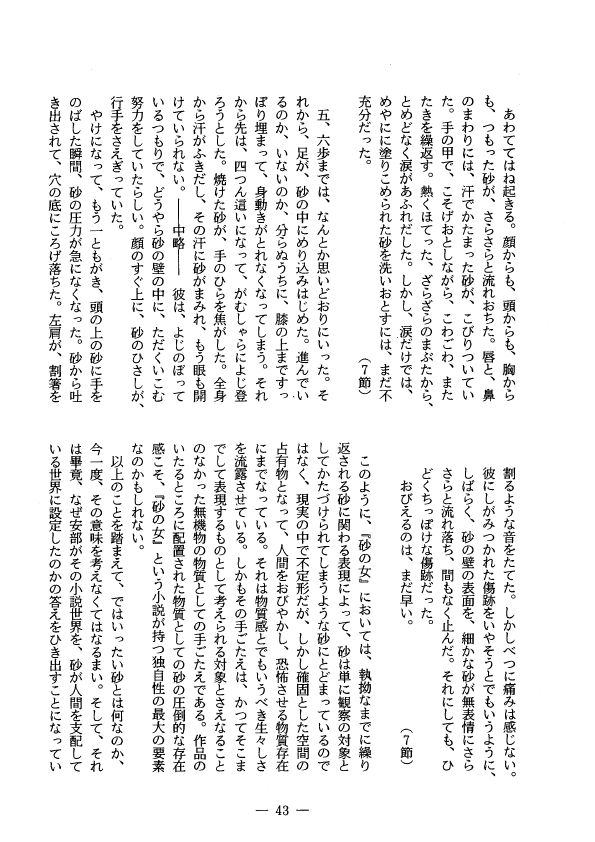 あわててはね起きる。顔からも、頭からも、胸から
も、つもった砂が、さらさらと流れおちた。唇と、鼻
のまわりには、汗でかたまった砂が、こびりついてい
た。手の甲で、こそげおとしながら、こわごわ、また
たきを繰返す。熱くほてった、ざらざらのまぶたから、
とめどなく涙があふれだした。しかし、涙だけでは、
めやにに塗りこめられた砂を洗いおとすには、まだ不
充分だった。
（7節）
五、六歩までは、なんとか思いどおりにいった。そ
れから、足が、砂の中にめり込みはじめた。進んでい
るのか、いないのか、分らぬうちに、膝の上まですっ
ぽり埋まって、身動きがとれなくなってしまう。それ
から先は、四つん這いになって、がむしゃらによじ登
ろうとした。焼けた砂が、手のひらを焦がした。全身
から汗がふきだし、その汗に砂がまみれ、もう眼も開
けていられない。――中略――　彼は、よじのぼって
いるつもりで、どうやら砂の壁の中に、ただくいこむ
努力をしていたらしい。顔のすぐ上に、砂のひさしが、
行手をさえぎっていた。
やけになって、もう一ともがき、頭の上の砂に手を
のばした瞬間、砂の圧力が急になくなった。砂から吐
き出されて、穴の底にころげ落ちた。左肩が、割箸を
割るような音をたてた。しかしべつに痛みは感じない。
彼にしがみつかれた傷跡をいやそうとでもいうように、
しばらく、砂の壁の表面を、細かな砂が無表情にさら
さらと流れ落ち、間もなく止んだ。それにしても、ひ
どくちっぽけな傷跡だった。
おびえるのは、まだ早い。
（7節）
このように、『砂の女』においては、執拗なまでに繰り
返される砂に関わる表現によって、砂は単に観察の対象と
してかたづけられてしまうような砂にとどまっているので
はなく、現実の中で不定形だが、しかし確固とした空間の
占有物となって、人間をおびやかし、恐怖させる物質存在
にまでなっている。それは物質感とでもいうべき生々しさ
を流露させている。しかもその手ごたえは、かつてそこま
でして表現するものとして考えられる対象とさえなること
のなかった無機物の物質としての手ごたえである。作品の
いたるところに配置された物質としての砂の圧倒的な存在
感こそ、『砂の女』という小説が持つ独自性の最大の要素
なのかもしれない。
以上のことを踏まえて、ではいったい砂とは何なのか、
今一度、その意味を考えなくてはなるまい。そして、それ
は畢竟、なぜ安部がその小説世界を、砂が人間を支配して
いる世界に設定したのかの答えをひき出すことになってい
― 43 ―